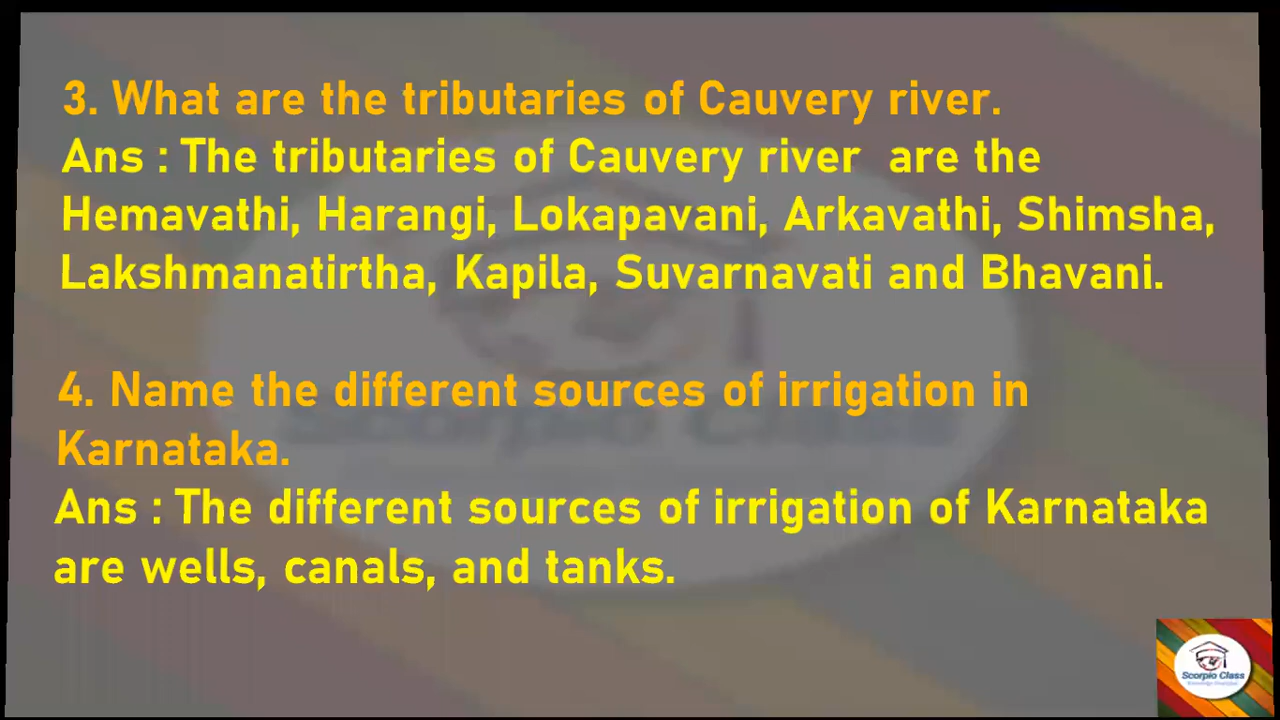 3. What are the tributaries of Cauvery river.
Ans : The tributaries of Cauvery river are the
Hemavathi, Harangi, Lokapavani, Arkavathi, Shimsha,
Lakshmanatirtha, Kapila, Suvarnavati and Bhavani.
4. Name the different sources of irrigation in
Karnataka.
Ans : The different sources of irrigation of Karnataka
are wells, canals, and tanks.
Scorpio Class